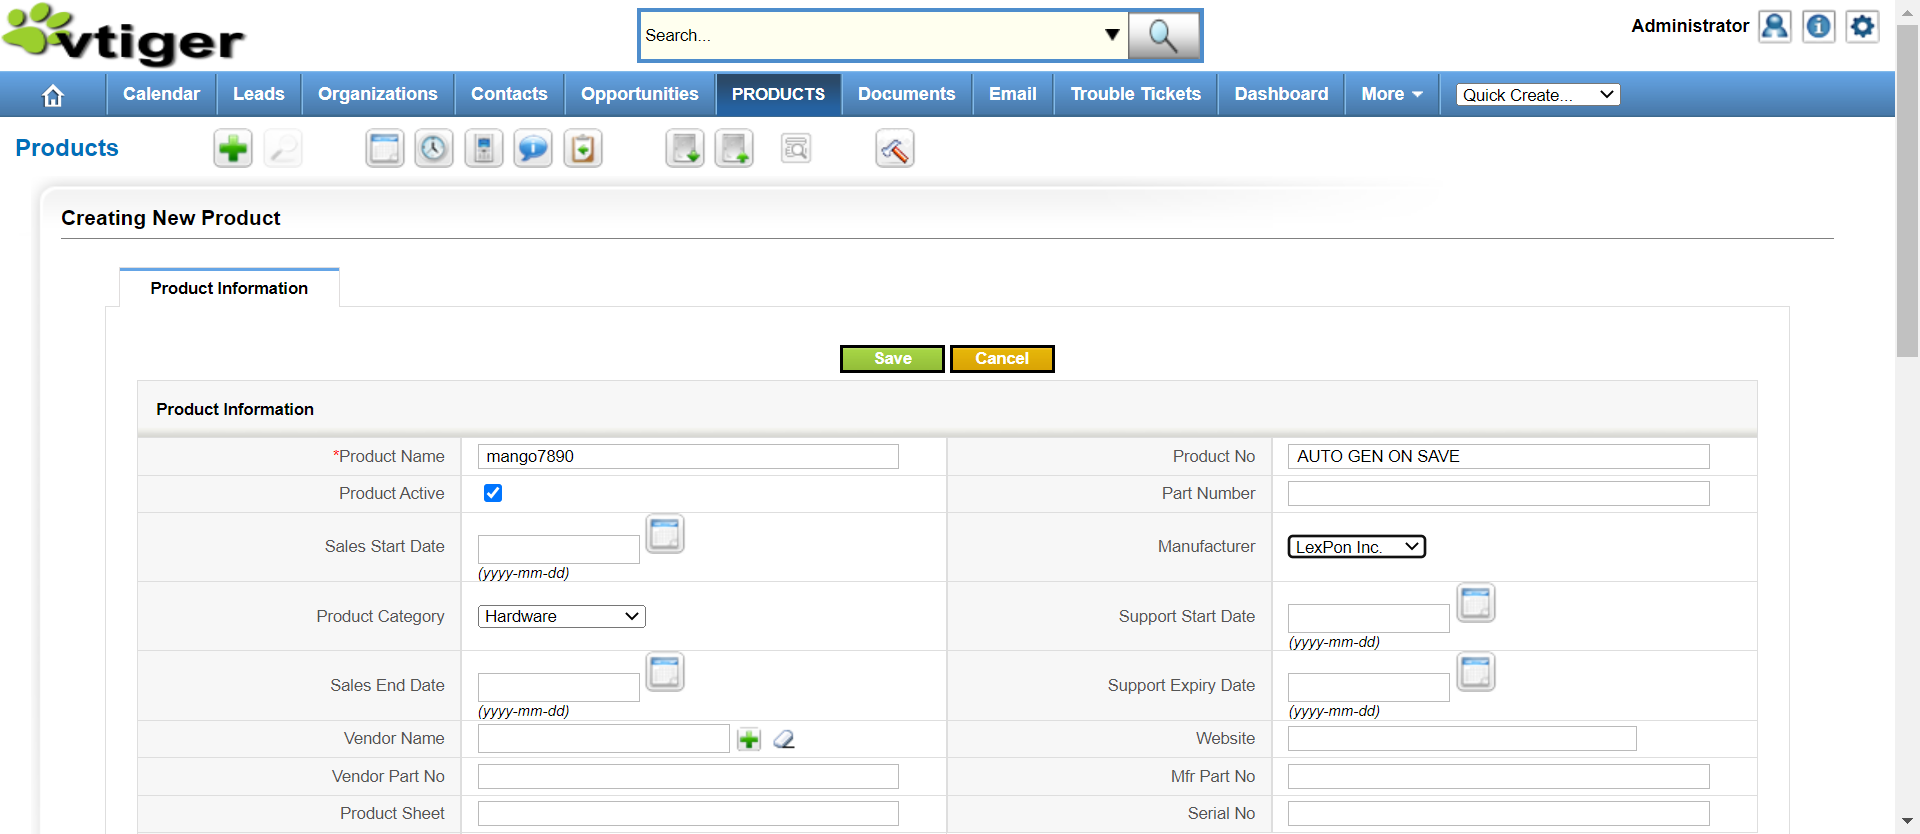 vtiger
Search...
Administrator
Calendar
Leads
Organizations
Contacts
Opportunities
PRODUCTS
Documents
Email
Trouble Tickets
Dashboard
More
Quick Create...
Products
Creating New Product
Product Information
Save
Cancel
Product Information
*Product Name
mango7890
Product No
AUTO GEN ON SAVE
Product Active
Part Number
Sales Start Date
(yyyy-mm-dd)
Manufacturer
LexPon Inc.
Product Category
Hardware
Support Start Date
(yyyy-mm-dd)
Sales End Date
(yyyy-mm-dd)
Support Expiry Date
(yyyy-mm-dd)
Vendor Name
Website
Vendor Part No
Mfr Part No
Product Sheet
Serial No